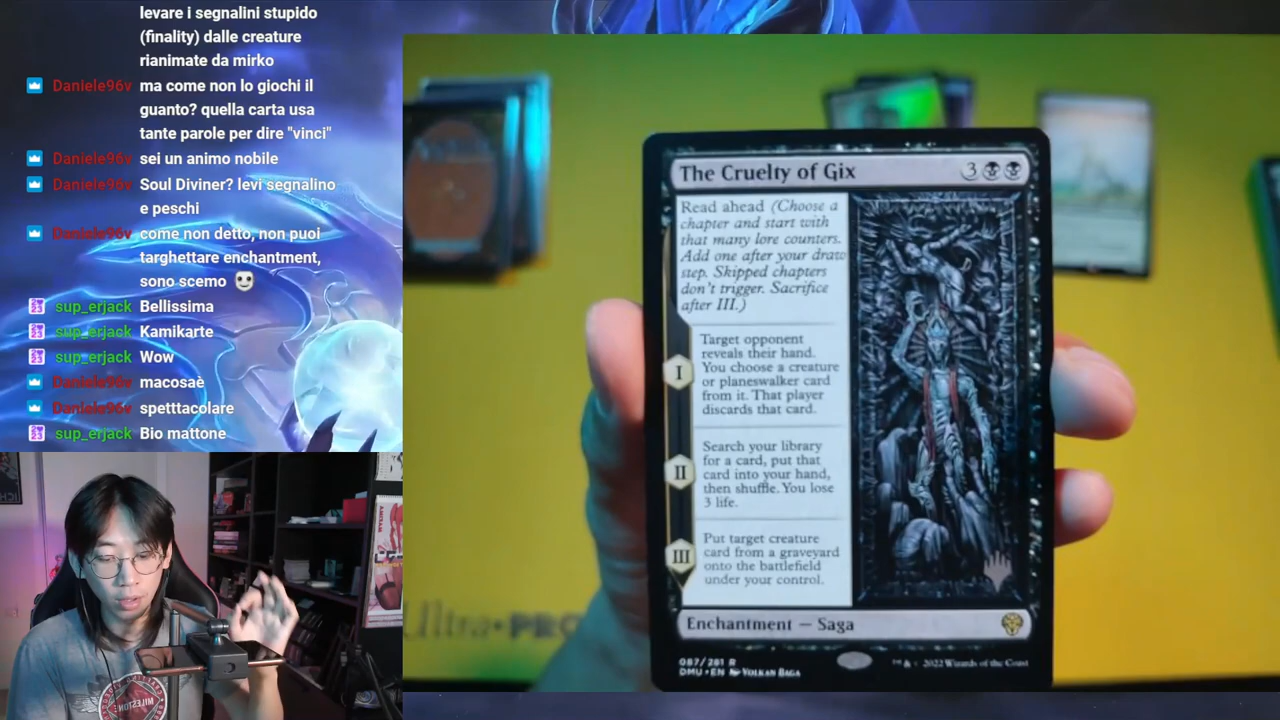 levare i segnalini stupido
(finality) dalle creature
rianimate da mirko
Daniele96v ma come non lo giochi il
guanto? quella carta usa
tante parole per dire "vinci"
Daniele96v sei un animo nobile
Daniele96v Soul Diviner? levi segnalino
e peschi
Daniele96v come non detto, non puoi
targhettare enchantment,
sono scemo
sup_erjack Bellissima
sup_erjack Kamikarte
sup_erjack Wow
Daniele96v macosaè
Daniele96v spetttacolare
sup_erjack Bio mattone
The Cruelty of Gix 3
Read ahead (Choose a
chapter and start with
that many lore counters.
Add one after your draw
step. Skipped chapters
don't trigger. Sacrifice
after III.)
I
Target opponent
reveals their hand.
You choose a creature
or planeswalker card
from it. That player
discards that card.
II
Search your library
for a card, put that
card into your hand,
then shuffle. You lose
3 life.
III
Put target creature
card from a graveyard
onto the battlefield
under your control.
Enchantment — Saga
087/281 R
DMU • EN VOLKAN BAGA
™ & © 2022 Wizards of the Coast
Ultra•PRO
MILESTONE